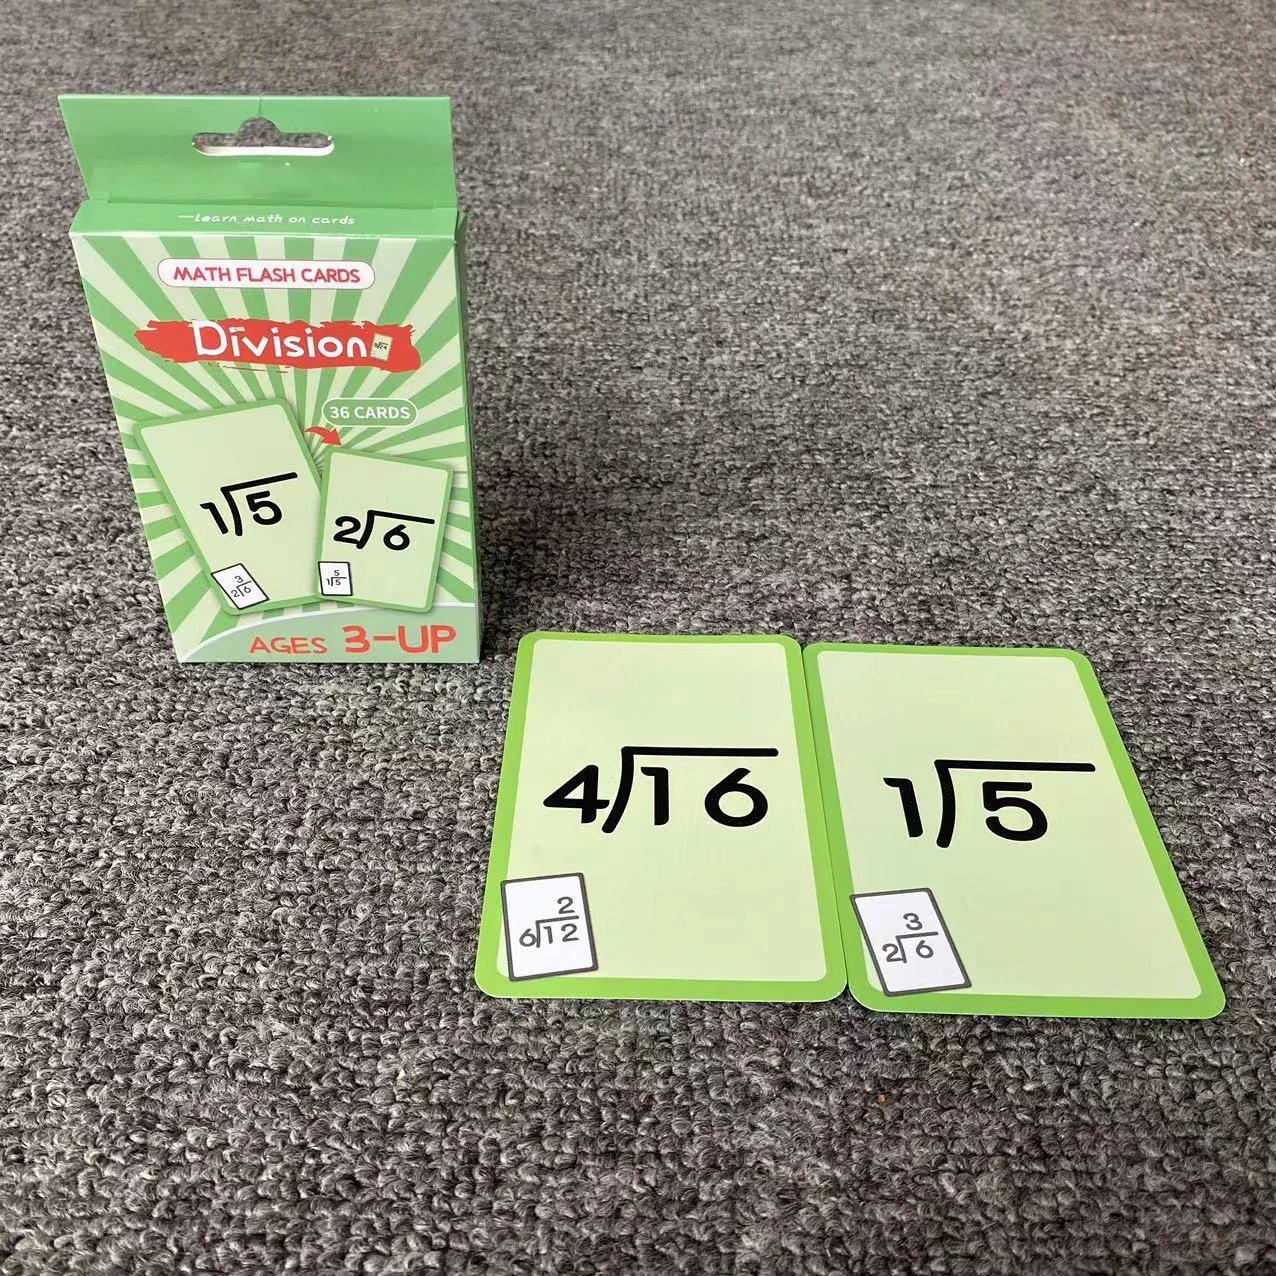 —Learn math on cards
MATH FLASH CARDS
Division
36 CARDS
1⟌5
2⟌6
3
2⟌6
5
1⟌5
AGES 3-UP
4⟌16
2
6⟌12
1⟌5
3
2⟌6